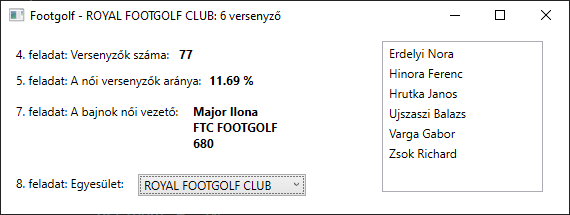 Footgolf - ROYAL FOOTGOLF CLUB: 6 versenyző
4. feladat: Versenyzők száma: 77
5. feladat: A női versenyzők aránya: 11.69 %
7. feladat: A bajnok női vezető: Major Ilona
FTC FOOTGOLF
680
8. feladat: Egyesület: ROYAL FOOTGOLF CLUB
Erdelyi Nora
Hinora Ferenc
Hrutka Janos
Ujszaszi Balazs
Varga Gabor
Zsok Richard